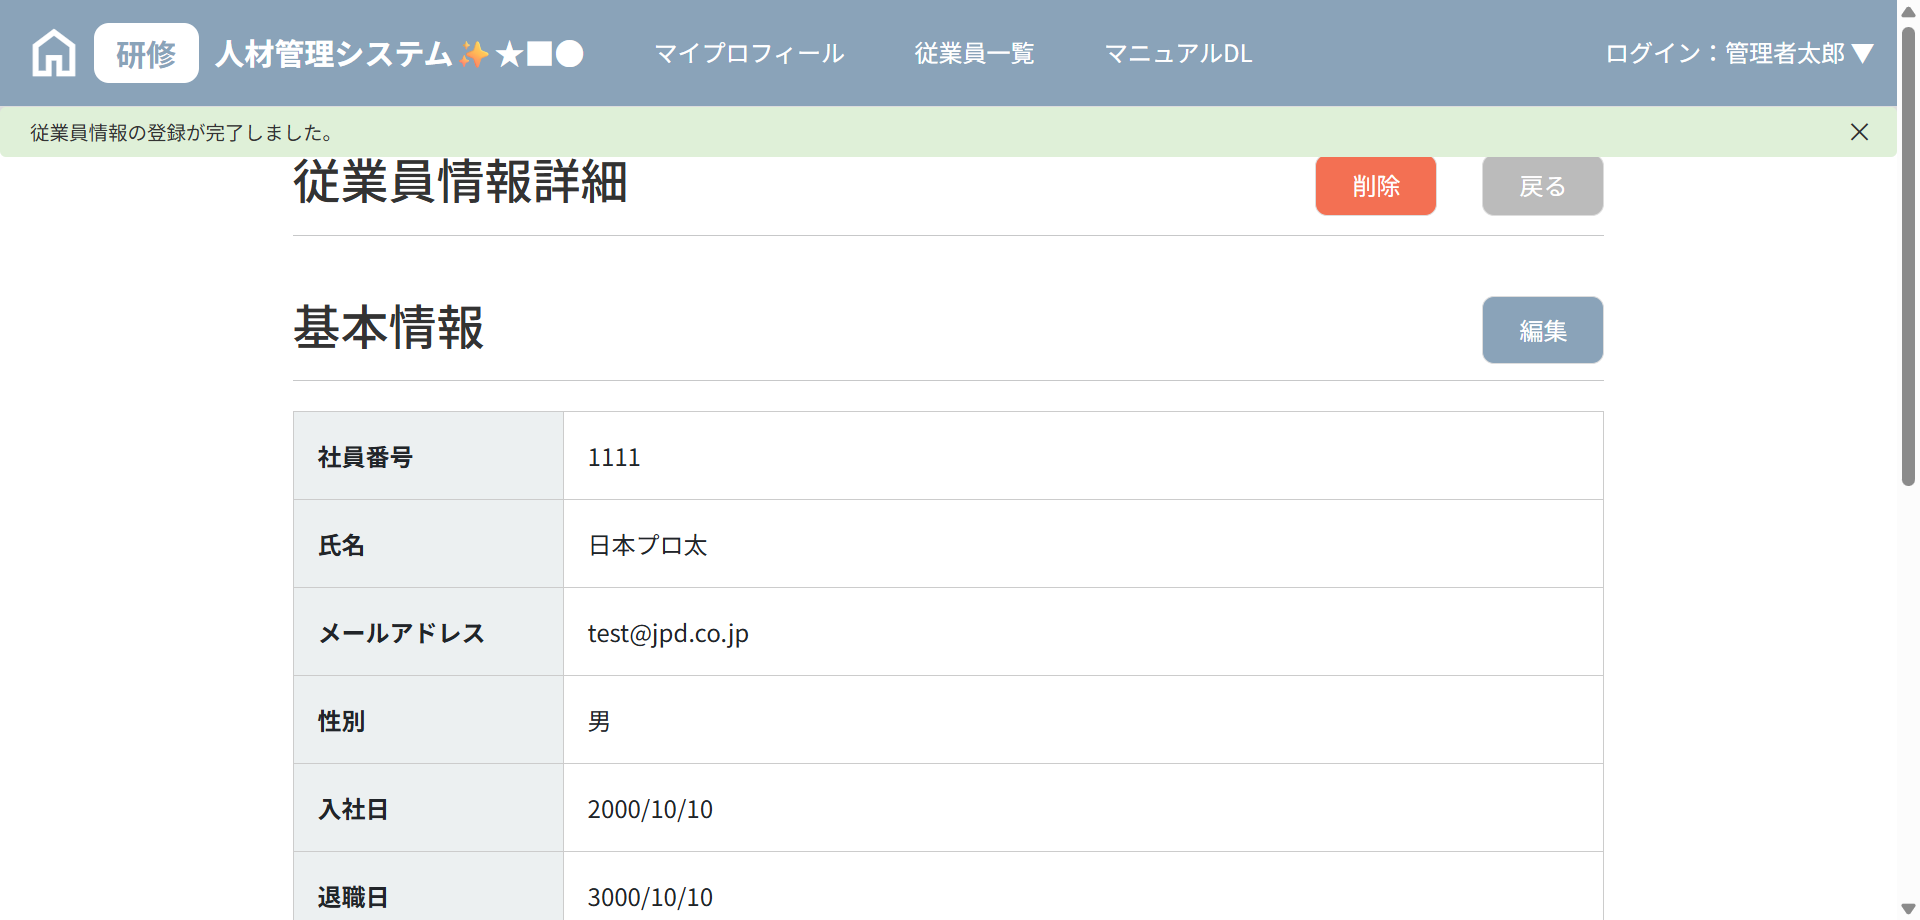 研修 人材管理システム✨★■● マイプロフィール 従業員一覧 マニュアルDL ログイン：管理者太郎▼
従業員情報の登録が完了しました。
従業員情報詳細 削除 戻る
基本情報 編集
社員番号 1111
氏名 日本プロ太
メールアドレス test@jpd.co.jp
性別 男
入社日 2000/10/10
退職日 3000/10/10